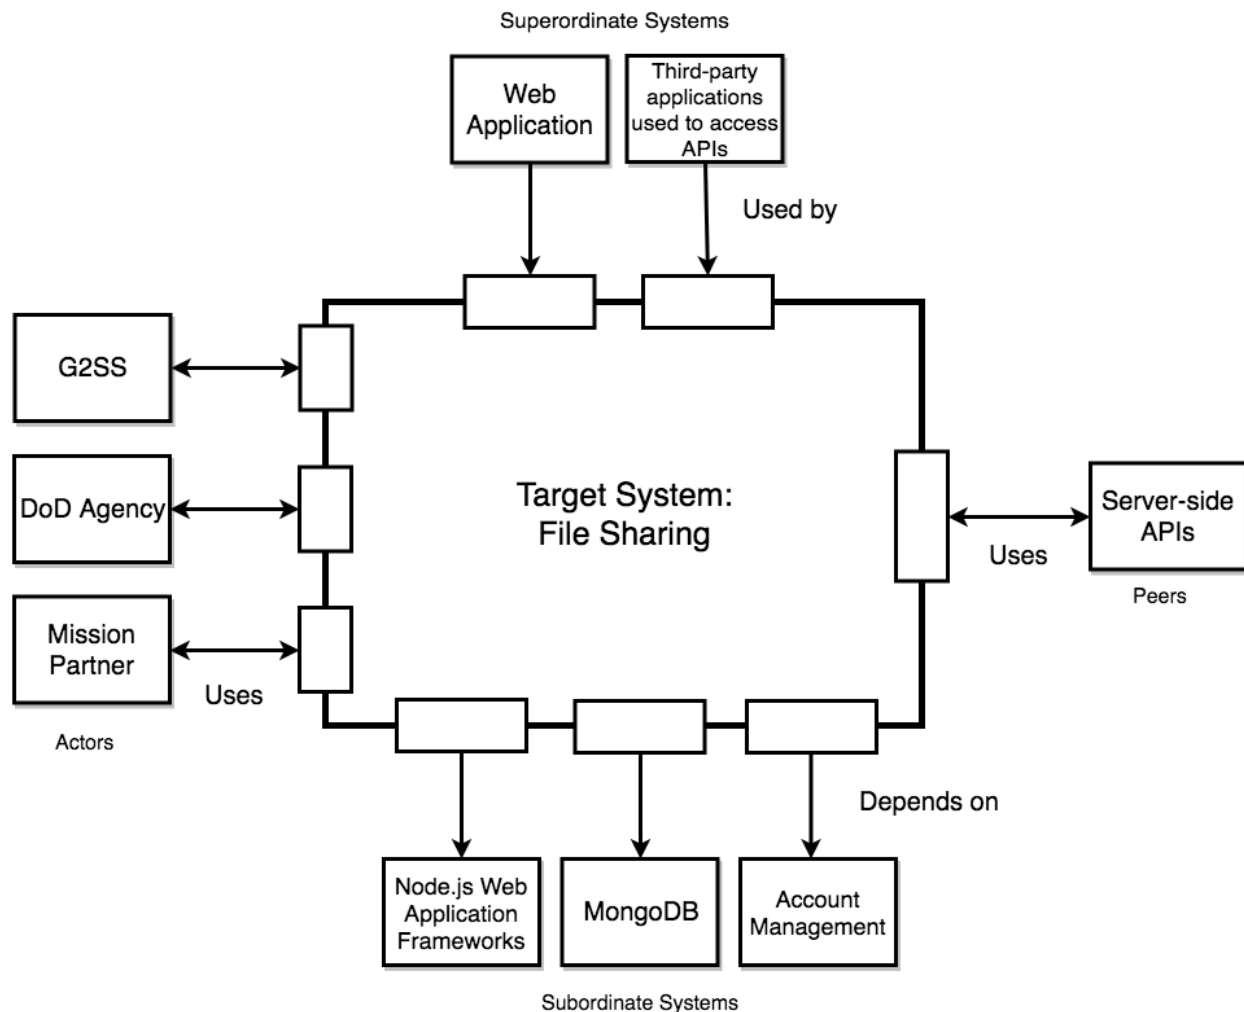 Superordinate Systems
Web
Application
Third-party
applications
used to access
APIs
Used by
G2SS
DoD Agency
Mission
Partner
Uses
Actors
Target System:
File Sharing
Server-side
APIs
Uses
Peers
Depends on
Node.js Web
Application
Frameworks
MongoDB
Account
Management
Subordinate Systems